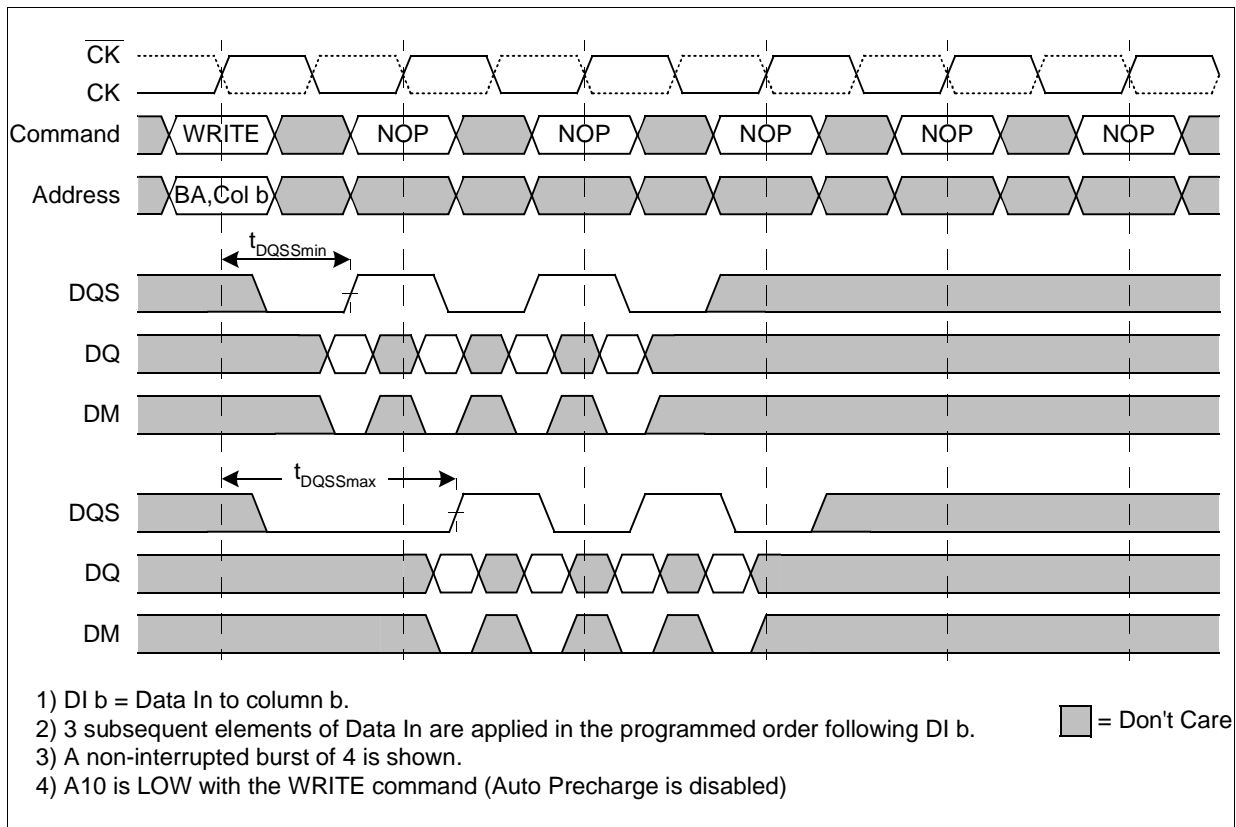 CK
CK
Command WRITE NOP NOP NOP NOP NOP
Address BA,Col b
tDQSSmin
DQS
DQ
DM
tDQSSmax
DQS
DQ
DM
1) DI b = Data In to column b.
2) 3 subsequent elements of Data In are applied in the programmed order following DI b.
3) A non-interrupted burst of 4 is shown.
4) A10 is LOW with the WRITE command (Auto Precharge is disabled)
= Don't Care